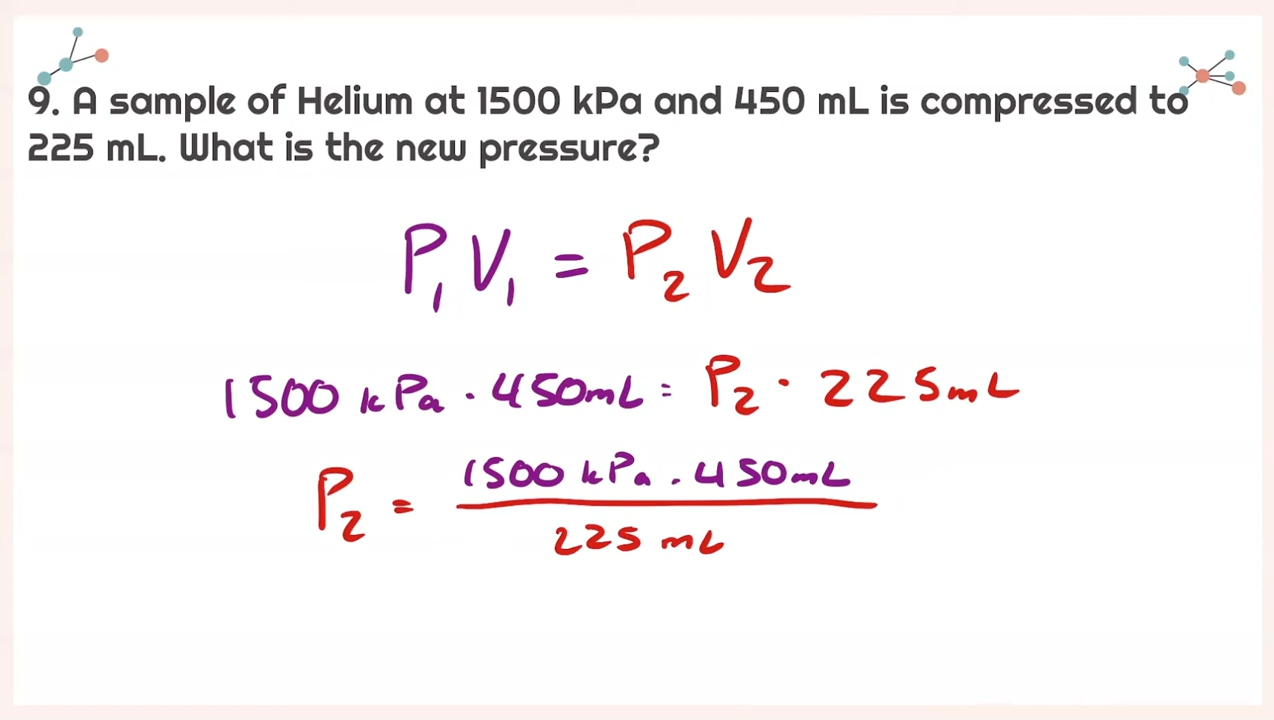 9. A sample of Helium at 1500 kPa and 450 mL is compressed to
225 mL. What is the new pressure?
P₁V₁ = P₂V₂
1500 kPa · 450mL = P₂ · 225mL
P₂ = 1500 kPa · 450mL
225 mL